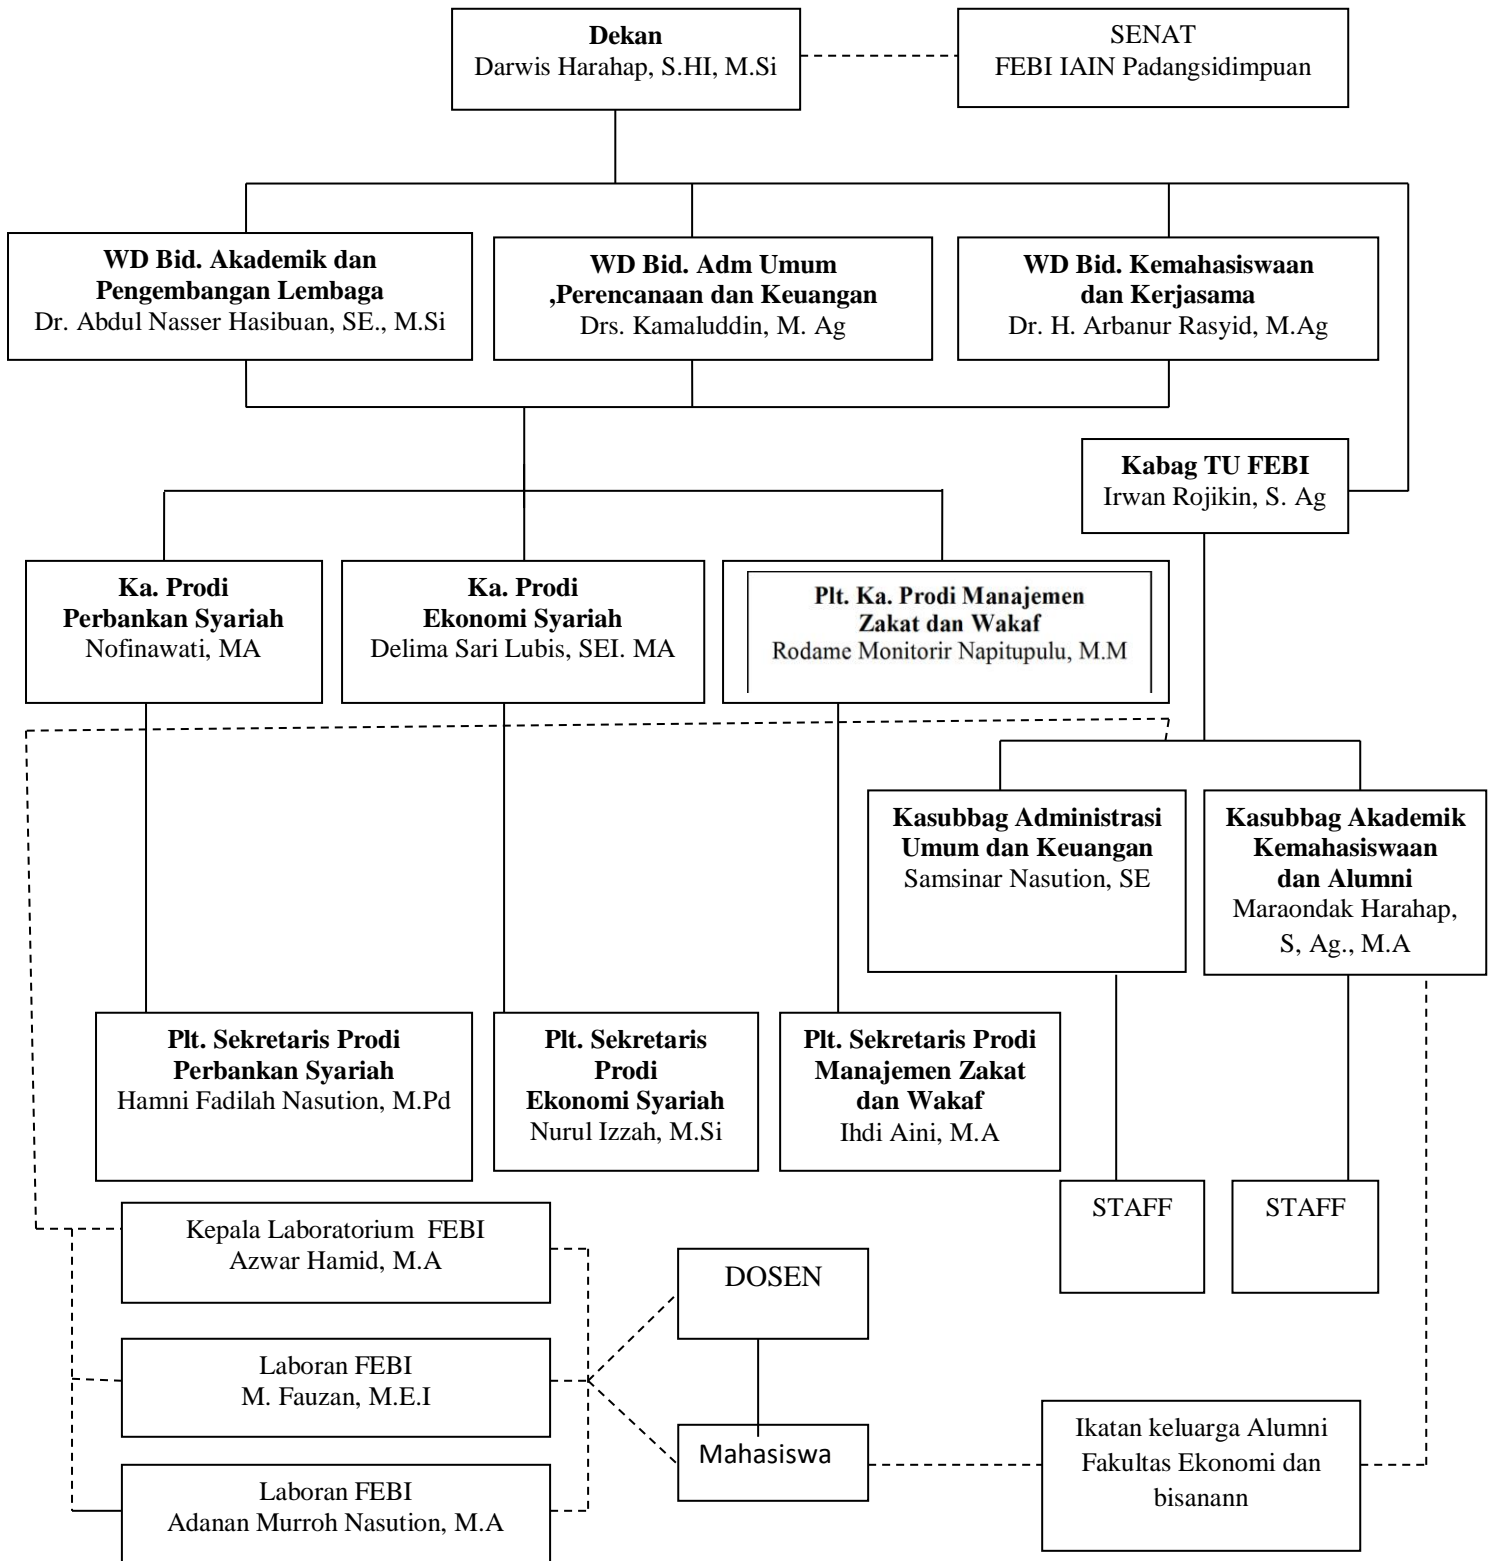 Dekan
Darwis Harahap, S.HI, M.Si
SENAT
FEBI IAIN Padangsidimpuan
WD Bid. Akademik dan
Pengembangan Lembaga
Dr. Abdul Nasser Hasibuan, SE., M.Si
WD Bid. Adm Umum
,Perencanaan dan Keuangan
Drs. Kamaluddin, M. Ag
WD Bid. Kemahasiswaan
dan Kerjasama
Dr. H. Arbanur Rasyid, M.Ag
Kabag TU FEBI
Irwan Rojikin, S. Ag
Ka. Prodi
Perbankan Syariah
Nofinawati, MA
Ka. Prodi
Ekonomi Syariah
Delima Sari Lubis, SEI. MA
Plt. Ka. Prodi Manajemen
Zakat dan Wakaf
Rodame Monitorir Napitupulu, M.M
Kasubbag Administrasi
Umum dan Keuangan
Samsinar Nasution, SE
Kasubbag Akademik
Kemahasiswaan
dan Alumni
Maraondak Harahap,
S, Ag., M.A
Plt. Sekretaris Prodi
Perbankan Syariah
Hamni Fadilah Nasution, M.Pd
Plt. Sekretaris
Prodi
Ekonomi Syariah
Nurul Izzah, M.Si
Plt. Sekretaris Prodi
Manajemen Zakat
dan Wakaf
Ihdi Aini, M.A
STAFF
STAFF
Kepala Laboratorium  FEBI
Azwar Hamid, M.A
DOSEN
Laboran FEBI
M. Fauzan, M.E.I
Mahasiswa
Ikatan keluarga Alumni
Fakultas Ekonomi dan
bisanann
Laboran FEBI
Adanan Murroh Nasution, M.A